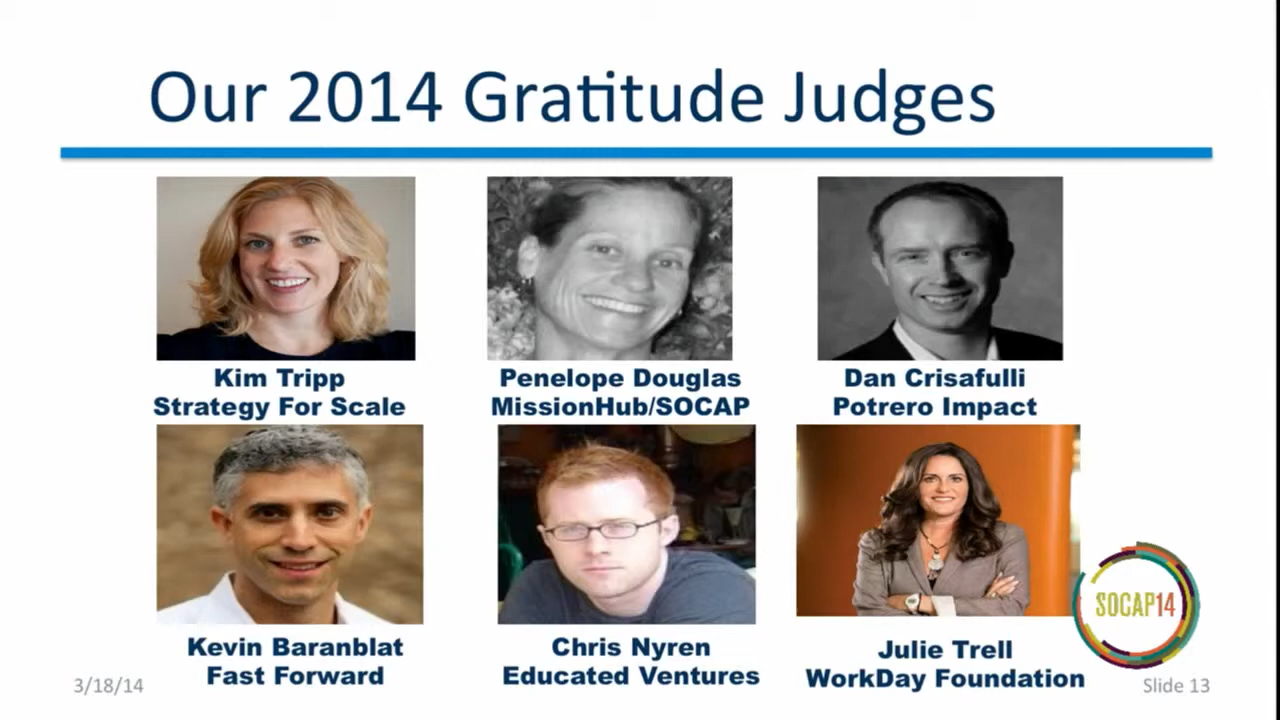 Our 2014 Gratitude Judges
Kim Tripp
Strategy For Scale
Penelope Douglas
MissionHub/SOCAP
Dan Crisafulli
Potrero Impact
Kevin Baranblat
Fast Forward
Chris Nyren
Educated Ventures
Julie Trell
WorkDay Foundation
SOCAP14
3/18/14
Slide 13